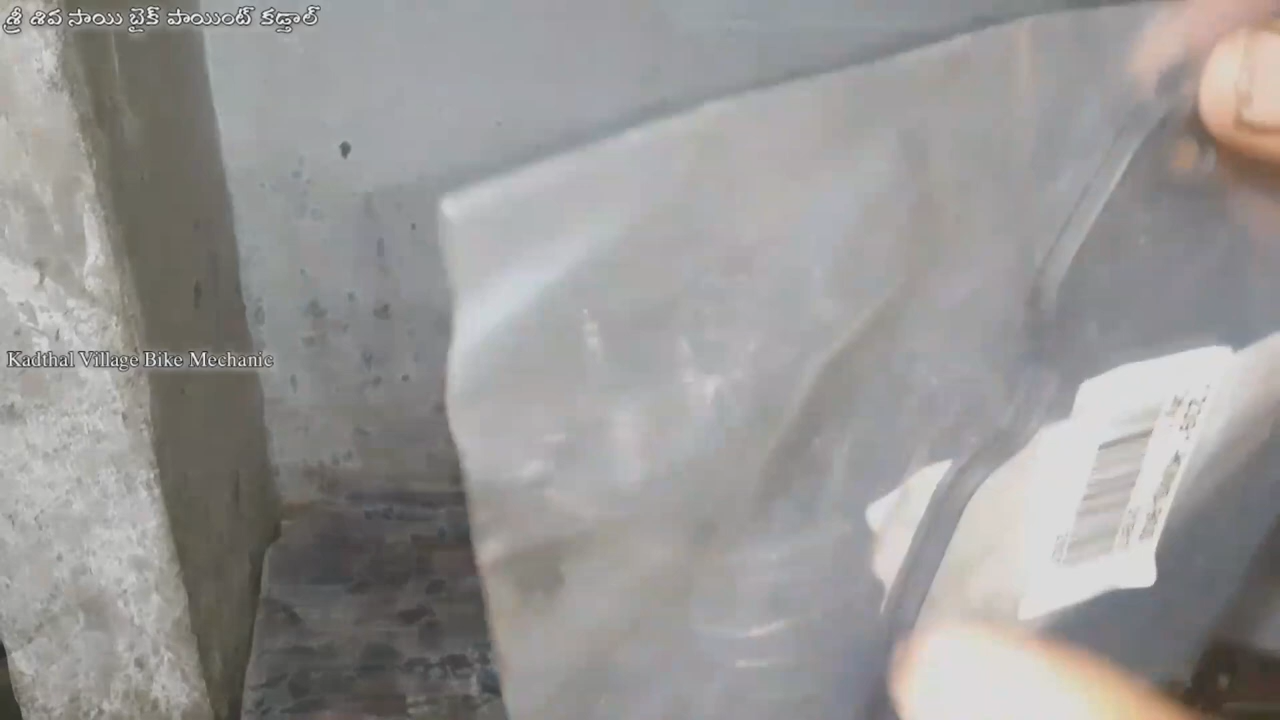 శ్రీ శివ సాయి బైక్ పాయింట్ కడ్తాల్
Kadthal Village Bike Mechanic